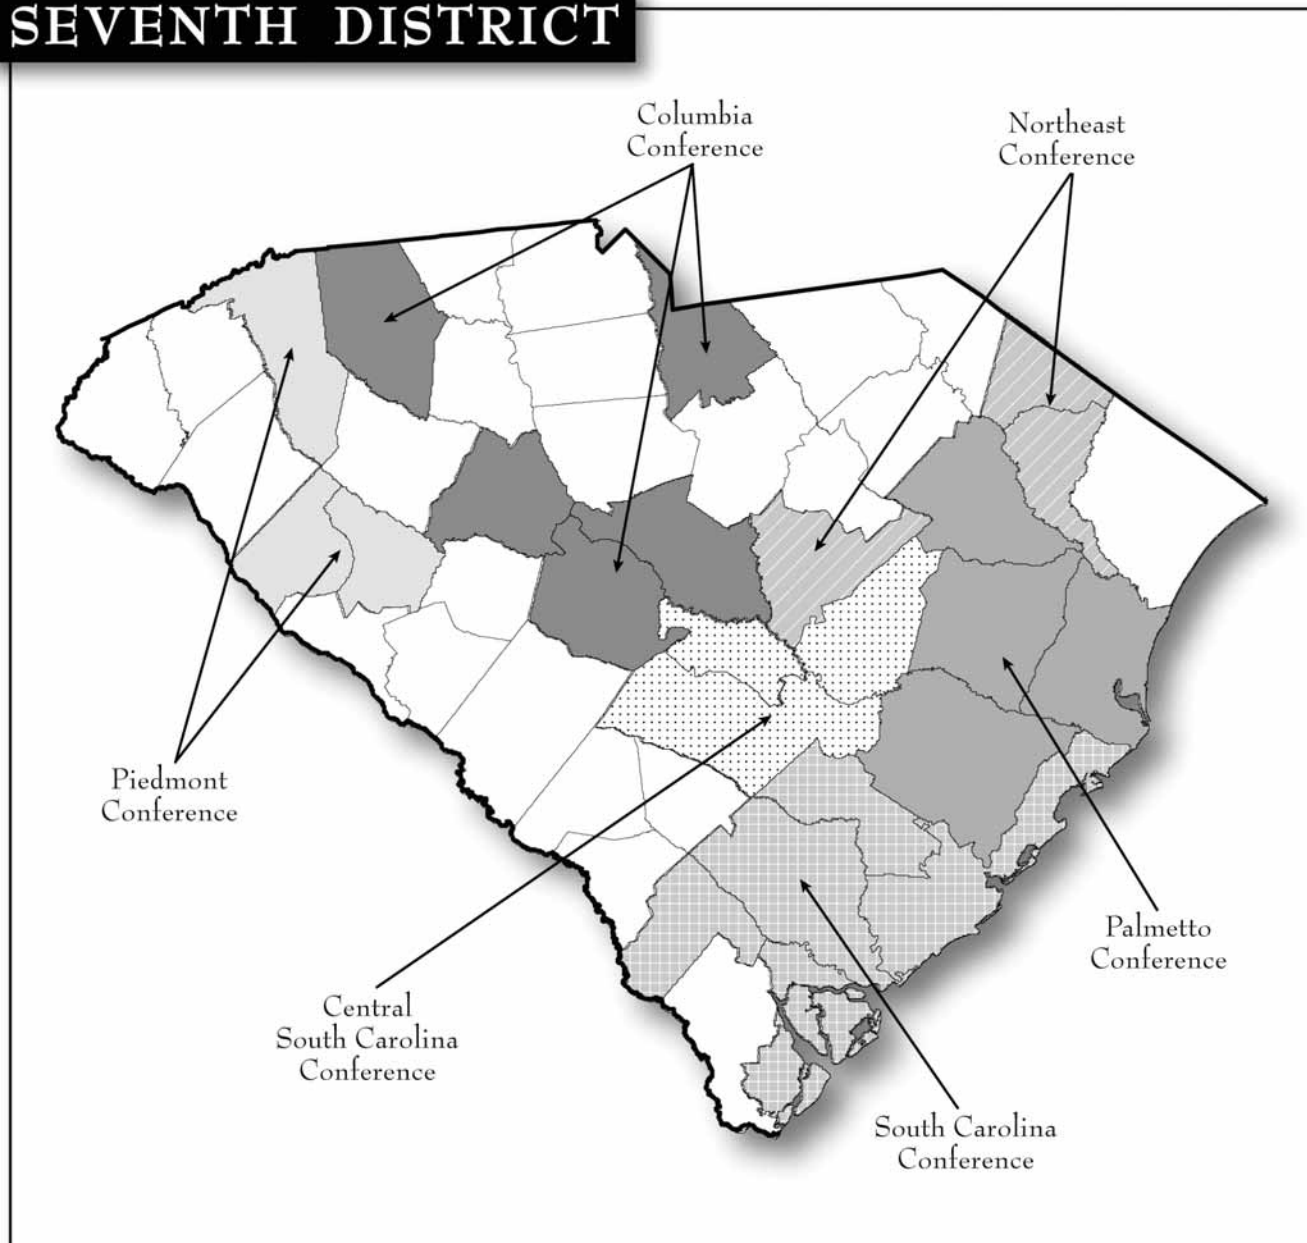 SEVENTH DISTRICT
Columbia
Conference
Northeast
Conference
Piedmont
Conference
Palmetto
Conference
Central
South Carolina
Conference
South Carolina
Conference